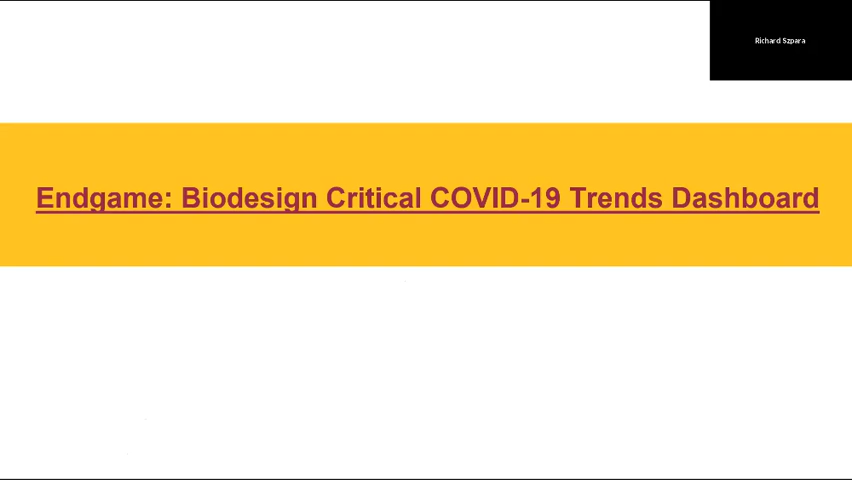 Richard Szpara
Endgame: Biodesign Critical COVID-19 Trends Dashboard